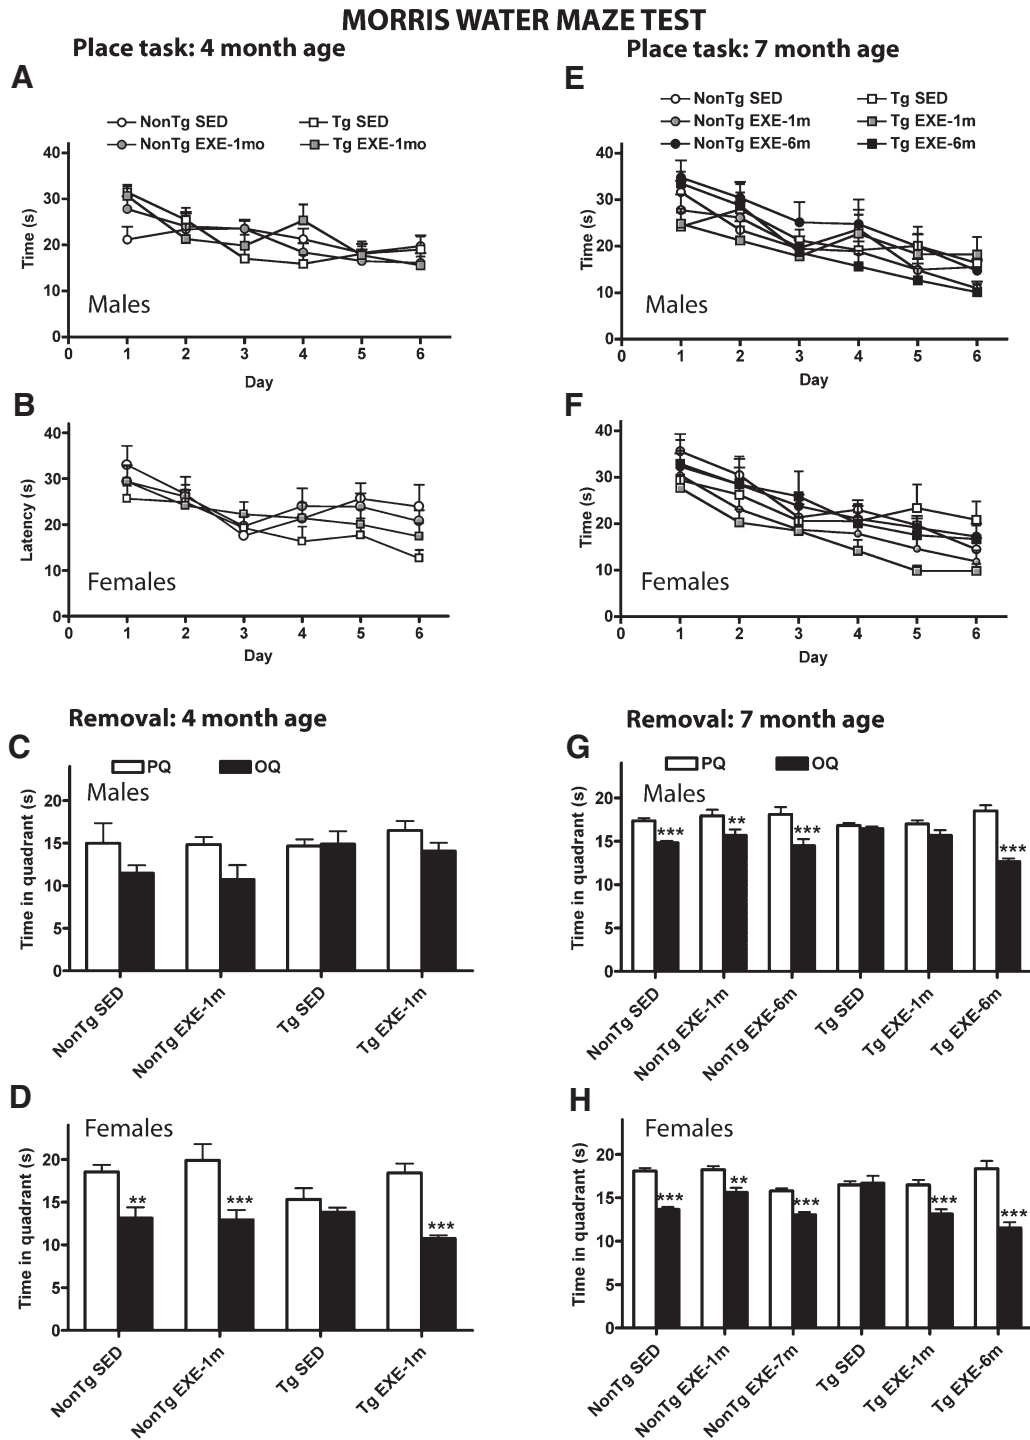 MORRIS WATER MAZE TEST
Place task: 4 month age
A
NonTg SED
Tg SED
NonTg EXE-1mo
Tg EXE-1mo
40
30
20
10
0
Time (s)
Males
0 1 2 3 4 5 6
Day
B
40
30
20
10
0
Latency (s)
Females
0 1 2 3 4 5 6
Day
Place task: 7 month age
E
NonTg SED
Tg SED
NonTg EXE-1m
Tg EXE-1m
NonTg EXE-6m
Tg EXE-6m
40
30
20
10
0
Time (s)
Males
0 1 2 3 4 5 6
Day
F
40
30
20
10
0
Time (s)
Females
0 1 2 3 4 5 6
Day
Removal: 4 month age
C
PQ OQ
Males
20
15
10
5
0
Time in quadrant (s)
NonTg SED
NonTg EXE-1m
Tg SED
Tg EXE-1m
D
Females
20
15
10
5
0
Time in quadrant (s)
**
***
***
NonTg SED
NonTg EXE-1m
Tg SED
Tg EXE-1m
Removal: 7 month age
G
PQ OQ
Males
20
15
10
5
0
Time in quadrant (s)
***
**
***
***
NonTg SED
NonTg EXE-1m
NonTg EXE-6m
Tg SED
Tg EXE-1m
Tg EXE-6m
H
Females
20
15
10
5
0
Time in quadrant (s)
***
**
***
***
***
NonTg SED
NonTg EXE-1m
NonTg EXE-7m
Tg SED
Tg EXE-1m
Tg EXE-6m